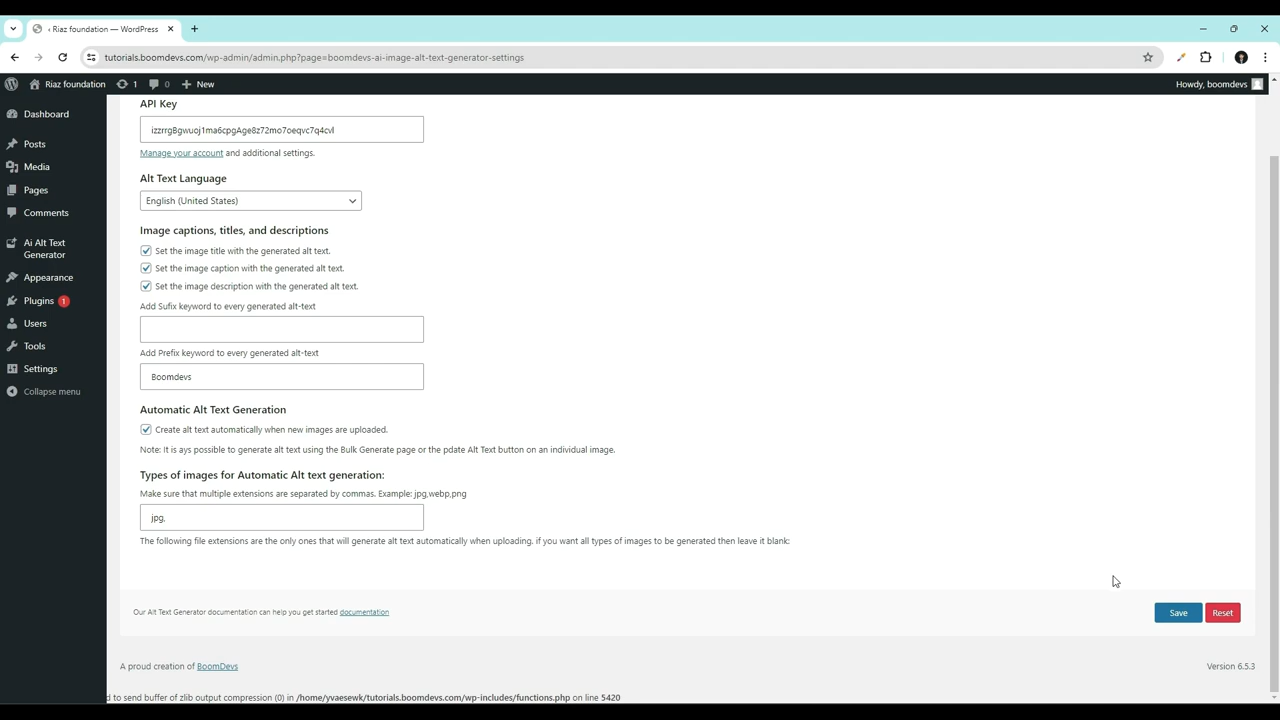 ‹ Riaz foundation — WordPress
tutorials.boomdevs.com/wp-admin/admin.php?page=boomdevs-ai-image-alt-text-generator-settings
Riaz foundation 1 0 New Howdy, boomdevs
Dashboard
Posts
Media
Pages
Comments
Ai Alt Text
Generator
Appearance
Plugins 1
Users
Tools
Settings
Collapse menu
API Key
izzrrgBgwuoj1ma6cpgAge8z72mo7oeqvc7q4cvl
Manage your account and additional settings.
Alt Text Language
English (United States)
Image captions, titles, and descriptions
Set the image title with the generated alt text.
Set the image caption with the generated alt text.
Set the image description with the generated alt text.
Add Sufix keyword to every generated alt-text
Add Prefix keyword to every generated alt-text
Boomdevs
Automatic Alt Text Generation
Create alt text automatically when new images are uploaded.
Note: It is ays possible to generate alt text using the Bulk Generate page or the pdate Alt Text button on an individual image.
Types of images for Automatic Alt text generation:
Make sure that multiple extensions are separated by commas. Example: jpg,webp,png
jpg,
The following file extensions are the only ones that will generate alt text automatically when uploading. if you want all types of images to be generated then leave it blank:
Our Alt Text Generator documentation can help you get started documentation
Save Reset
A proud creation of BoomDevs
Version 6.5.3
d to send buffer of zlib output compression (0) in /home/yvaesewk/tutorials.boomdevs.com/wp-includes/functions.php on line 5420